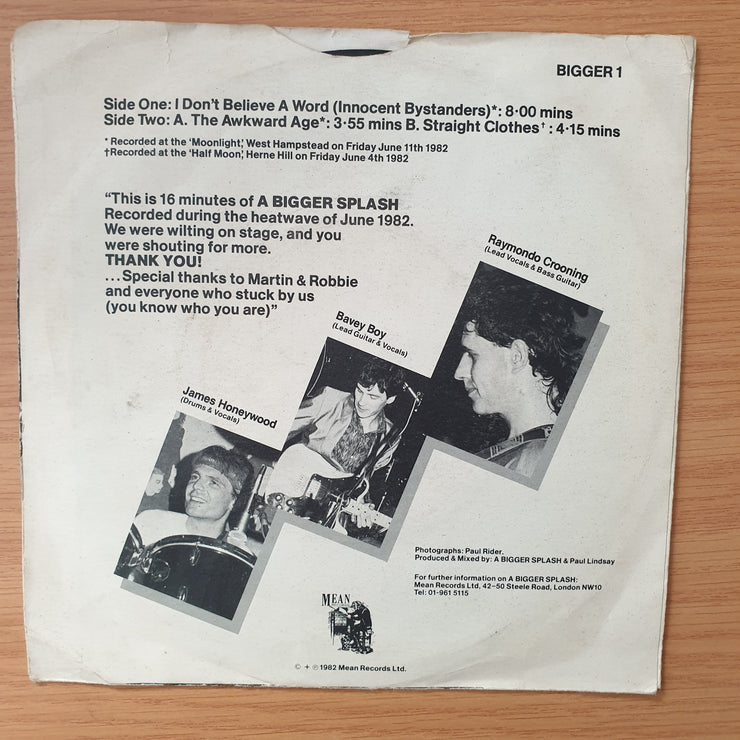 BIGGER 1
Side One: I Don't Believe A Word (Innocent Bystanders)*: 8·00 mins
Side Two: A. The Awkward Age*: 3·55 mins B. Straight Clothes†: 4·15 mins
* Recorded at the 'Moonlight', West Hampstead on Friday June 11th 1982
†Recorded at the 'Half Moon', Herne Hill on Friday June 4th 1982
"This is 16 minutes of A BIGGER SPLASH
Recorded during the heatwave of June 1982.
We were wilting on stage, and you
were shouting for more.
THANK YOU!
...Special thanks to Martin & Robbie
and everyone who stuck by us
(you know who you are)"
Raymondo Crooning
(Lead Vocals & Bass Guitar)
Bavey Boy
(Lead Guitar & Vocals)
James Honeywood
(Drums & Vocals)
Photographs: Paul Rider.
Produced & Mixed by: A BIGGER SPLASH & Paul Lindsay
For further information on A BIGGER SPLASH:
Mean Records Ltd, 42-50 Steele Road, London NW10
Tel: 01-961 5115
MEAN
© + ℗ 1982 Mean Records Ltd.